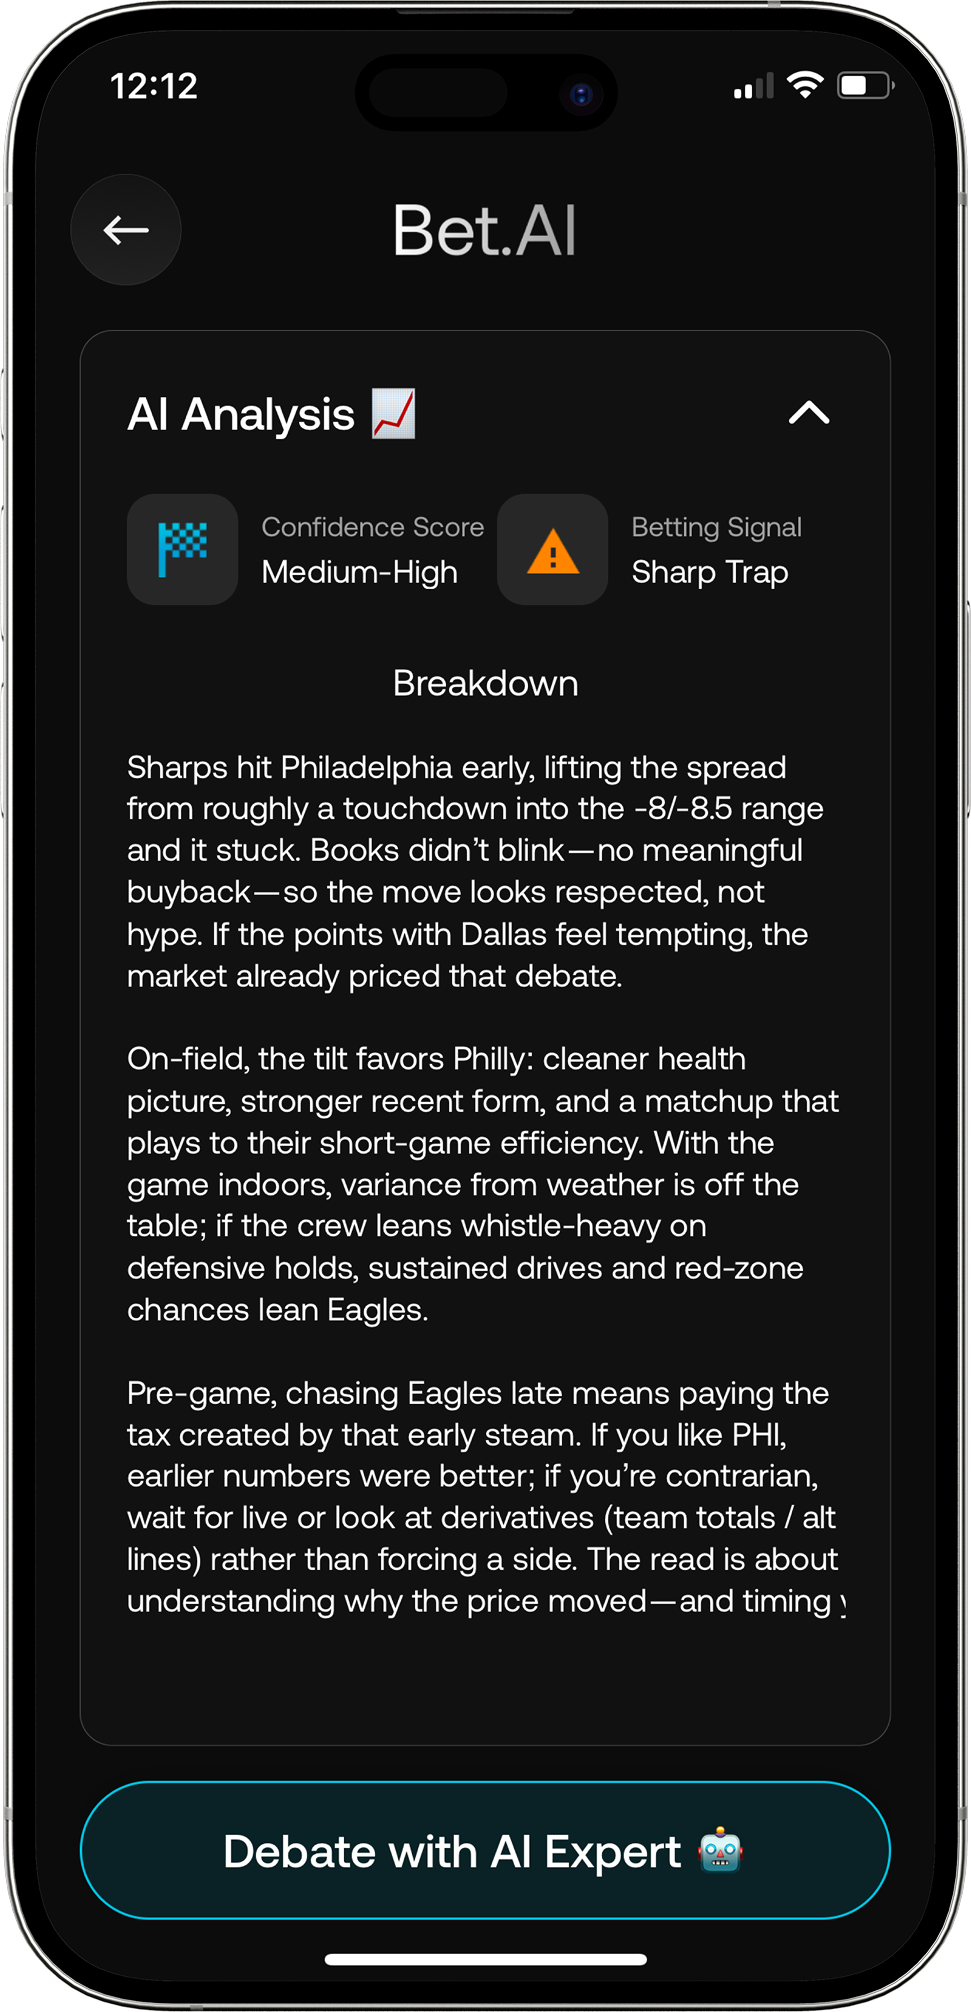 12:12
Bet.AI
AI Analysis
Confidence Score
Medium-High
Betting Signal
Sharp Trap
Breakdown
Sharps hit Philadelphia early, lifting the spread
from roughly a touchdown into the -8/-8.5 range
and it stuck. Books didn’t blink—no meaningful
buyback—so the move looks respected, not
hype. If the points with Dallas feel tempting, the
market already priced that debate.
On-field, the tilt favors Philly: cleaner health
picture, stronger recent form, and a matchup that
plays to their short-game efficiency. With the
game indoors, variance from weather is off the
table; if the crew leans whistle-heavy on
defensive holds, sustained drives and red-zone
chances lean Eagles.
Pre-game, chasing Eagles late means paying the
tax created by that early steam. If you like PHI,
earlier numbers were better; if you’re contrarian,
wait for live or look at derivatives (team totals / alt
lines) rather than forcing a side. The read is about
understanding why the price moved—and timing
Debate with AI Expert